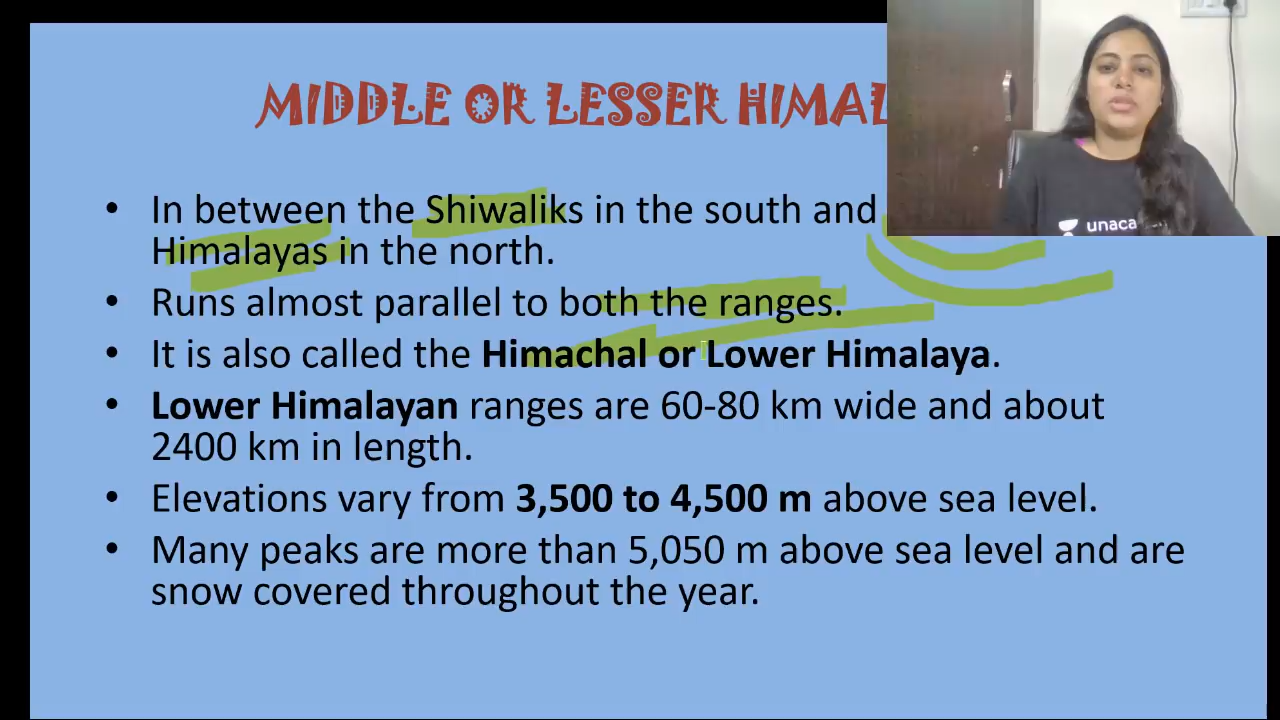 MIDDLE OR LESSER
• In between the Shiwaliks in the south and
Himalayas in the north.
• Runs almost parallel to both the ranges.
• It is also called the Himachal or Lower Himalaya.
• Lower Himalayan ranges are 60-80 km wide and about
2400 km in length.
• Elevations vary from 3,500 to 4,500 m above sea level.
• Many peaks are more than 5,050 m above sea level and are
snow covered throughout the year.